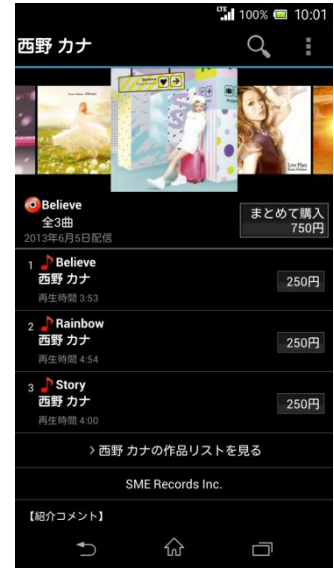 LTE 100% 10:01
西野 カナ
Love Place
Believe
全3曲
2013年6月5日配信
まとめて購入
750円
1 Believe
西野 カナ
再生時間 3:53
250円
2 Rainbow
西野 カナ
再生時間 4:54
250円
3 Story
西野 カナ
再生時間 4:00
250円
> 西野 カナの作品リストを見る
SME Records Inc.
【紹介コメント】